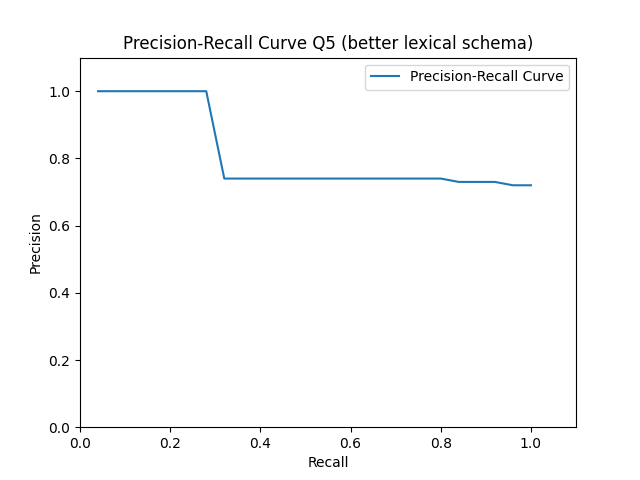 Precision-Recall Curve Q5 (better lexical schema)
Precision-Recall Curve
1.0
0.8
0.6
0.4
0.2
0.0
Precision
0.0 0.2 0.4 0.6 0.8 1.0
Recall